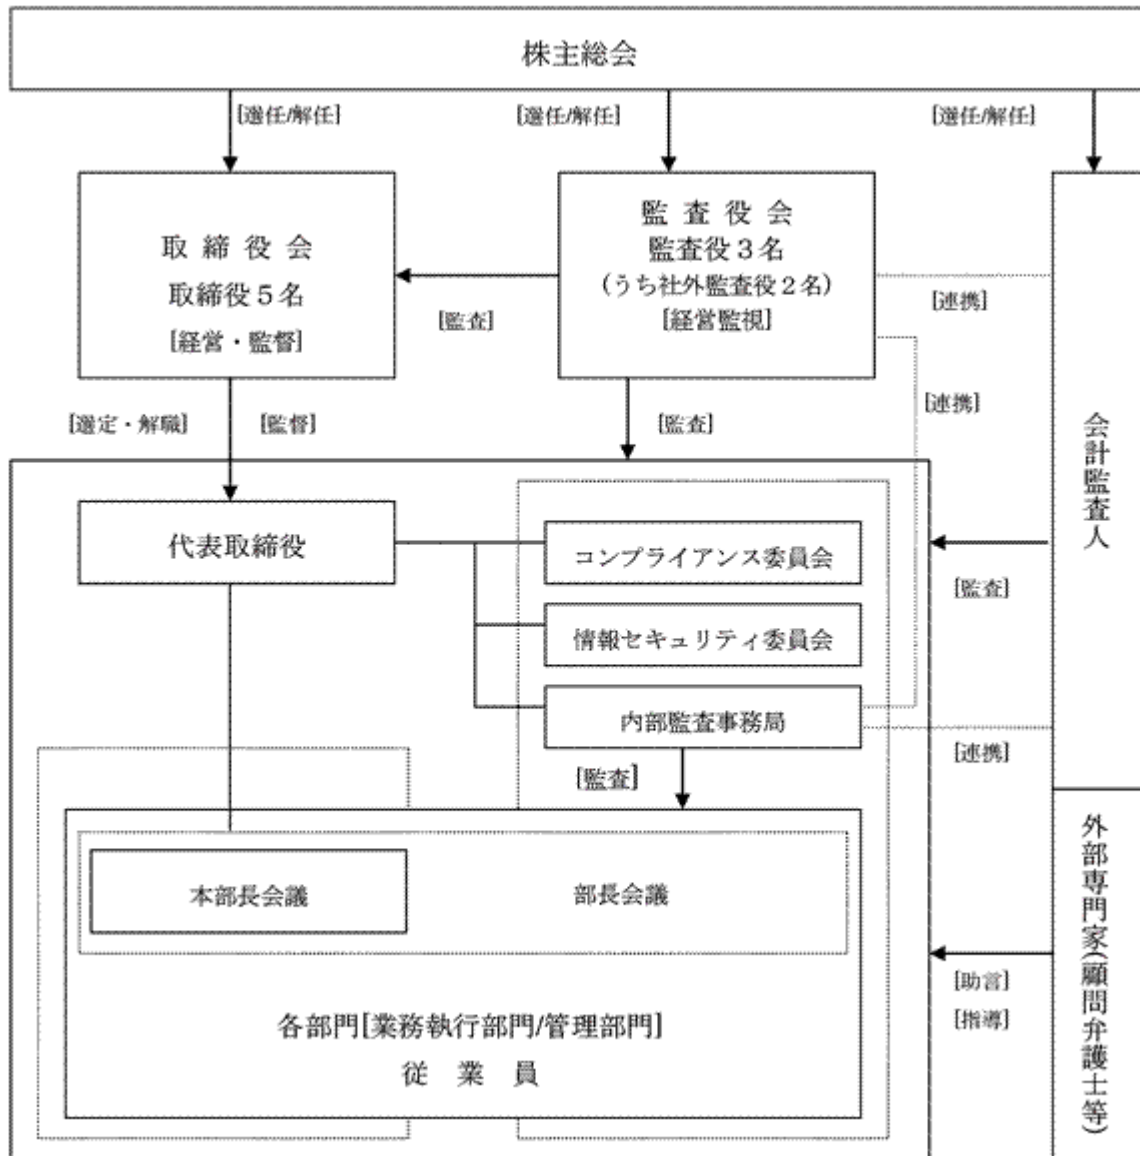 株主総会
[選任/解任]
[選任/解任]
[選任/解任]
取締役会
取締役5名
[経営・監督]
監査役会
監査役3名
(うち社外監査役2名)
[経営監視]
[監査]
[連携]
[連携]
[選定・解職]
[監督]
[監査]
会計監査人
代表取締役
コンプライアンス委員会
情報セキュリティ委員会
内部監査事務局
[監査]
[連携]
[監査]
本部長会議
部長会議
各部門[業務執行部門/管理部門]
従業員
外部専門家(顧問弁護士等)
[助言]
[指導]